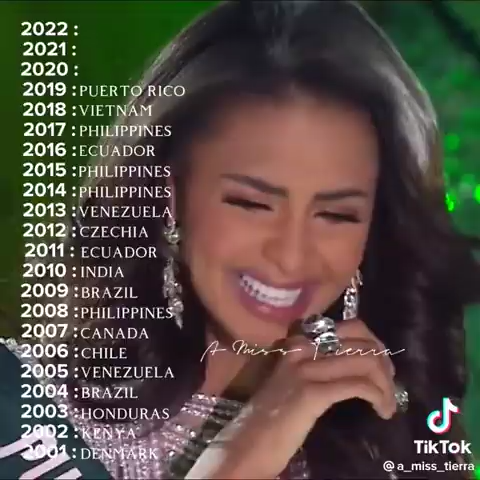 2022 :
2021 :
2020 :
2019 : PUERTO RICO
2018 : VIETNAM
2017 : PHILIPPINES
2016 : ECUADOR
2015 : PHILIPPINES
2014 : PHILIPPINES
2013 : VENEZUELA
2012 : CZECHIA
2011 : ECUADOR
2010 : INDIA
2009 : BRAZIL
2008 : PHILIPPINES
2007 : CANADA
2006 : CHILE
2005 : VENEZUELA
2004 : BRAZIL
2003 : HONDURAS
2002 : KENYA
2001 : DENMARK
A Miss Tierra
TikTok
@a_miss_tierra